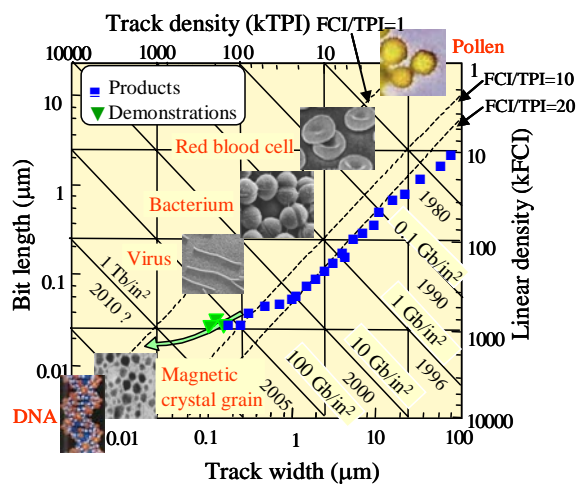 Track density (kTPI)
FCI/TPI=1
10000
1000
100
10
1
Pollen
FCI/TPI=10
FCI/TPI=20
Products
Demonstrations
Red blood cell
Bacterium
Virus
Magnetic
crystal grain
DNA
Bit length (μm)
10
1
0.1
0.01
Linear density (kFCI)
10
100
1000
10000
1980
0.1 Gb/in²
1990
1 Gb/in²
1996
10 Gb/in²
2000
100 Gb/in²
2005
1 Tb/in²
2010 ?
0.01
0.1
1
10
100
Track width (μm)